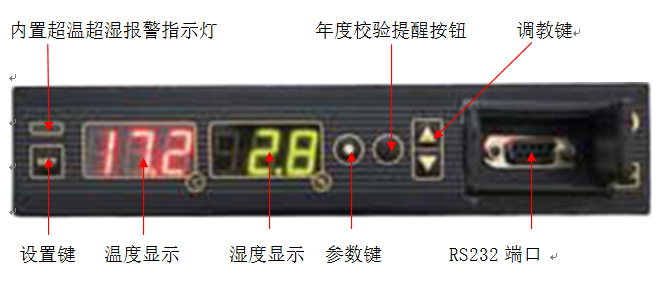 内置超温超湿报警指示灯
年度校验提醒按钮
调教键
17.2
2.8
设置键
温度显示
湿度显示
参数键
RS232 端口